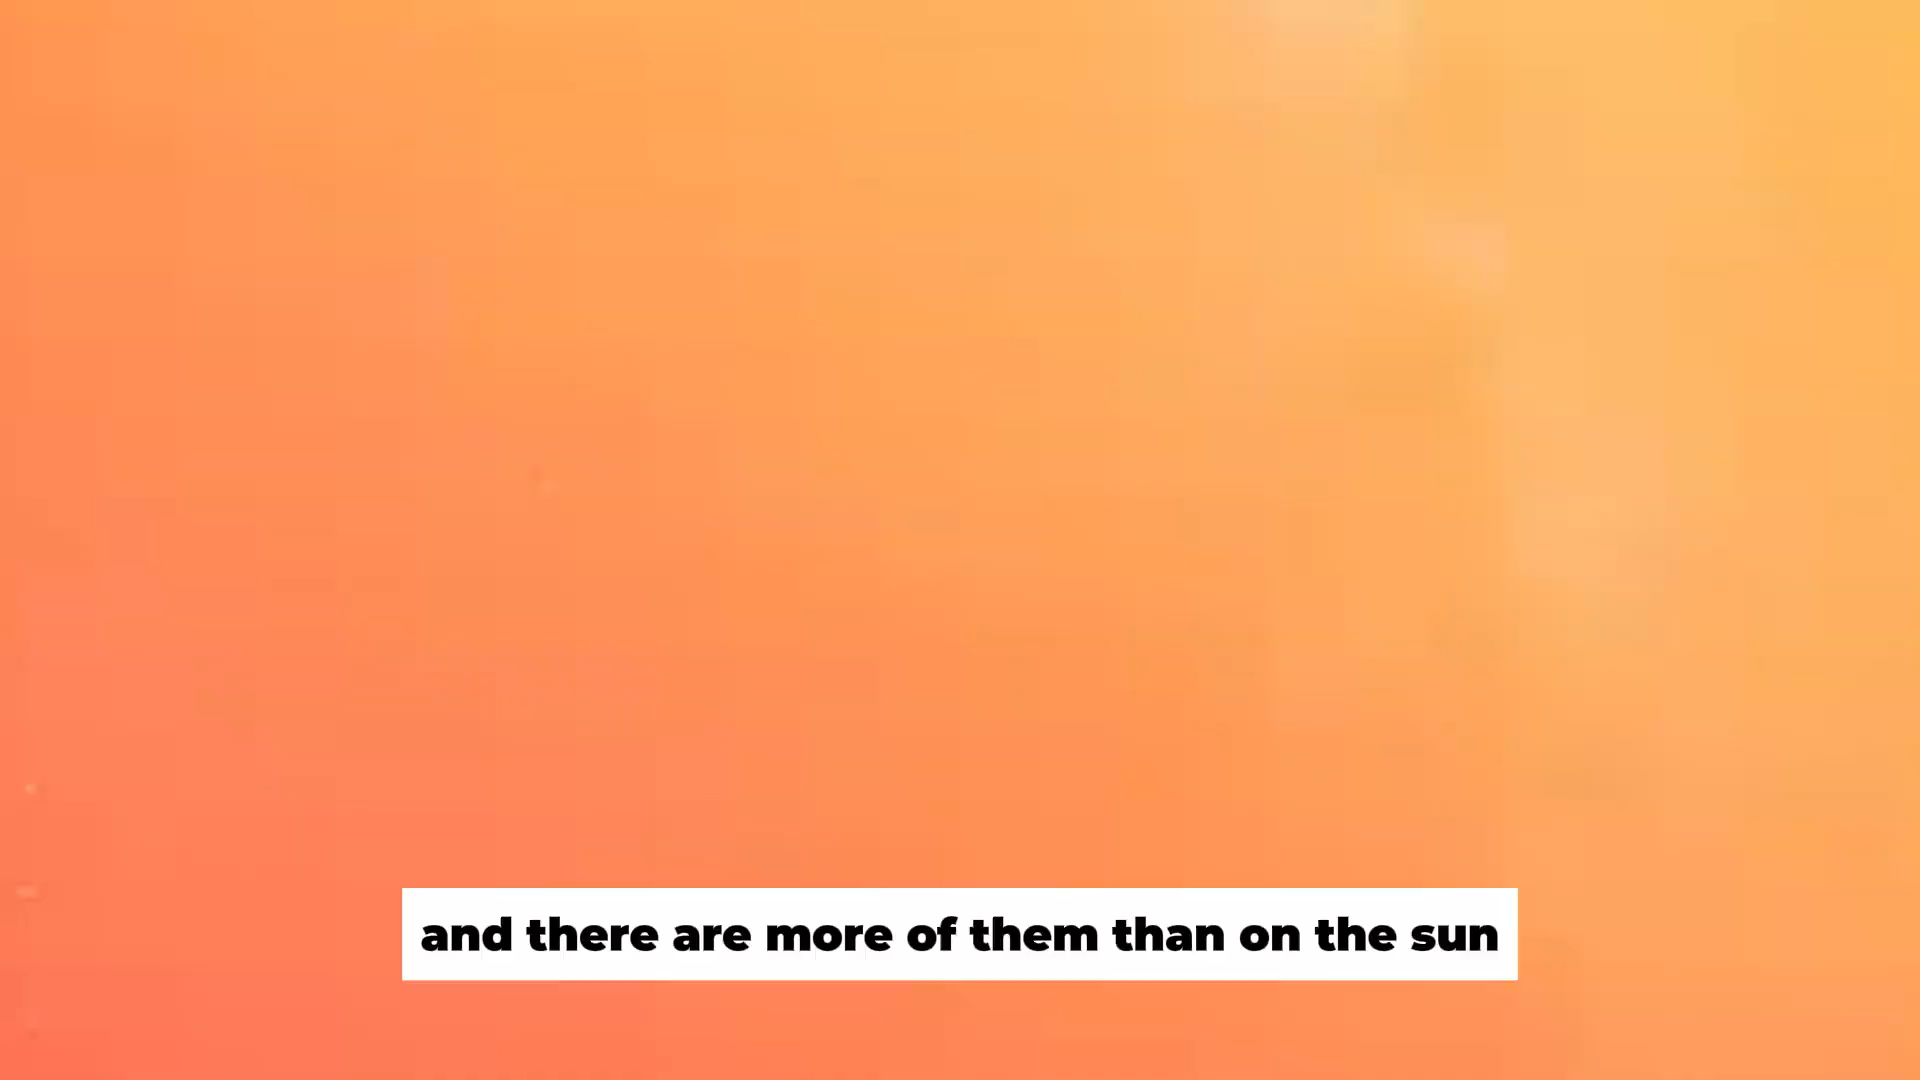 and there are more of them than on the sun